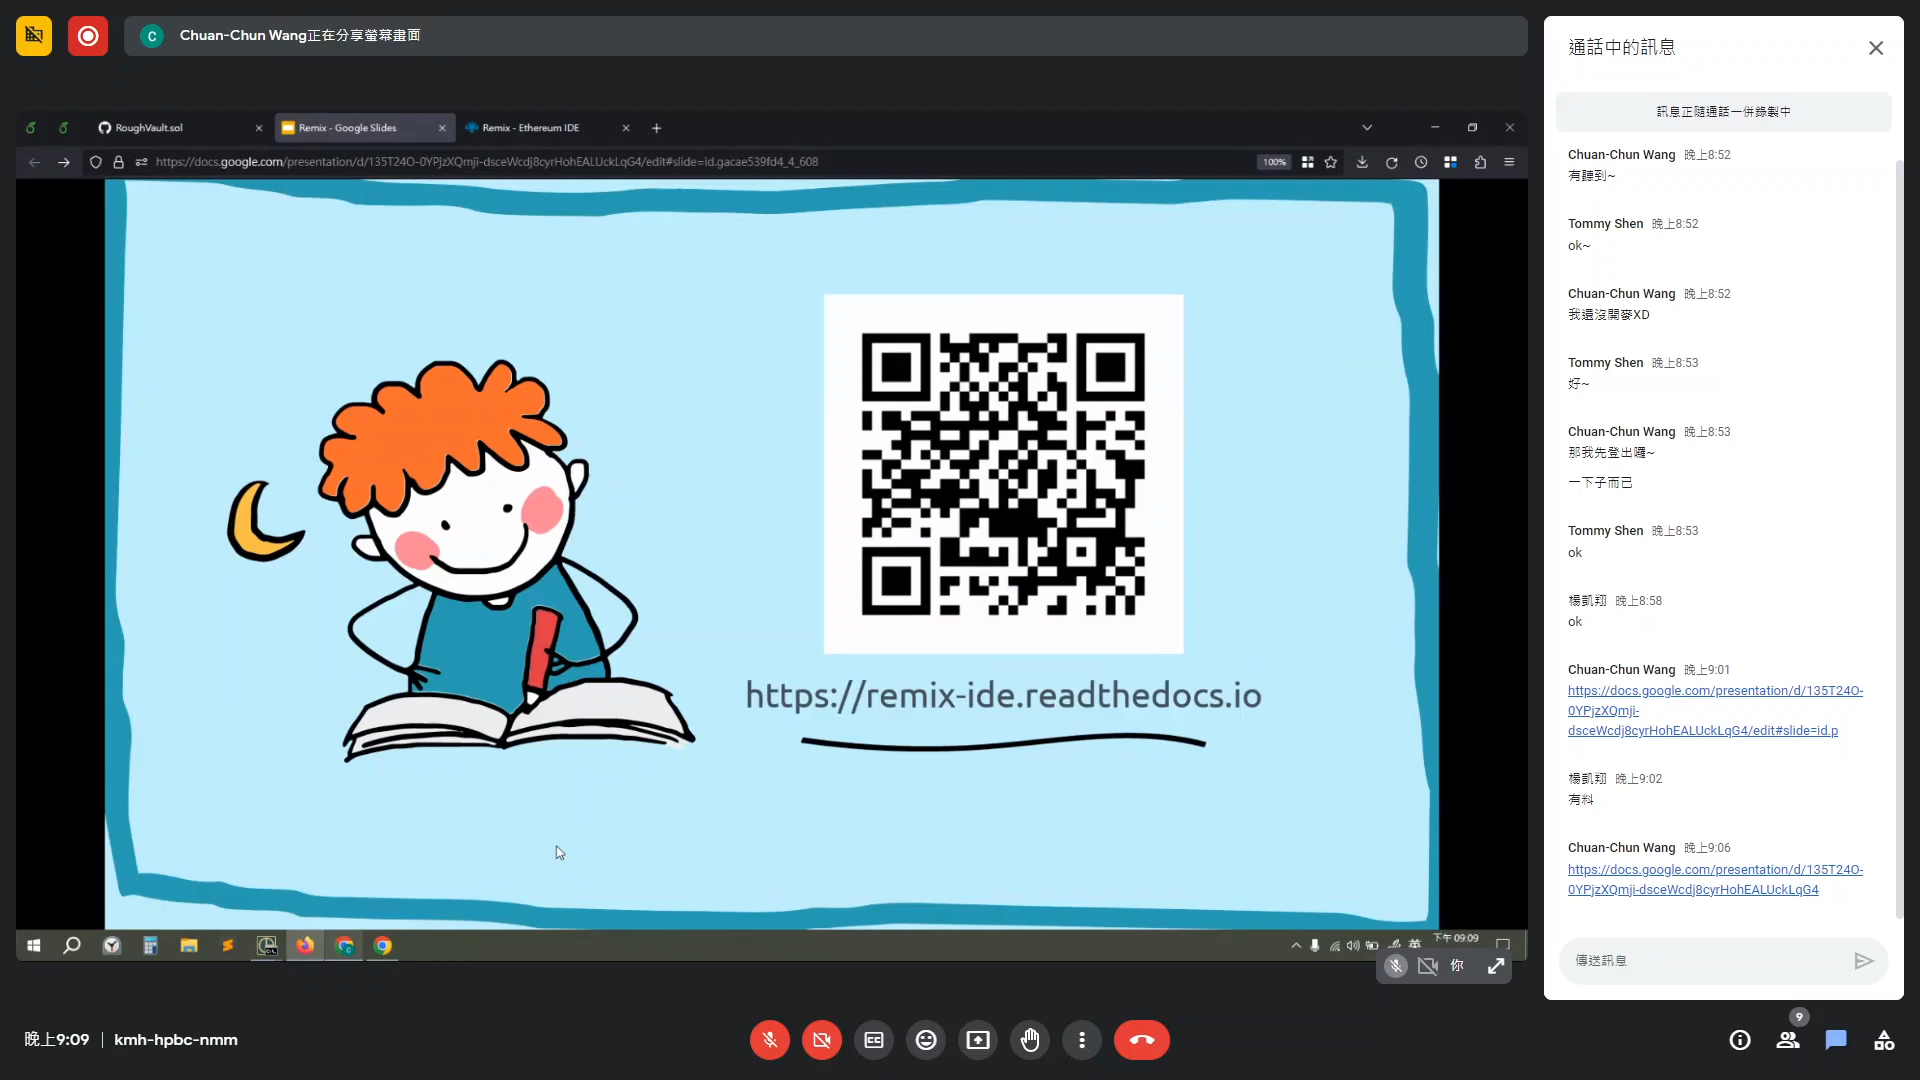 C
Chuan-Chun Wang正在分享螢幕畫面
RoughVault.sol
Remix - Google Slides
Remix - Ethereum IDE
https://docs.google.com/presentation/d/135T24O-0YPjzXQmji-dsceWcdj8cyrHohEALUckLqG4/edit#slide=id.gacae539fd4_4_608
100%
https://remix-ide.readthedocs.io
英
下午 09:09
你
晚上9:09
kmh-hpbc-nmm
通話中的訊息
訊息正隨通話一併錄製中
Chuan-Chun Wang 晚上8:52
有聽到~
Tommy Shen 晚上8:52
ok~
Chuan-Chun Wang 晚上8:52
我還沒開麥XD
Tommy Shen 晚上8:53
好~
Chuan-Chun Wang 晚上8:53
那我先登出囉~
一下子而已
Tommy Shen 晚上8:53
ok
楊凱翔 晚上8:58
ok
Chuan-Chun Wang 晚上9:01
https://docs.google.com/presentation/d/135T24O-
0YPjzXQmji-
dsceWcdj8cyrHohEALUckLqG4/edit#slide=id.p
楊凱翔 晚上9:02
有料
Chuan-Chun Wang 晚上9:06
https://docs.google.com/presentation/d/135T24O-
0YPjzXQmji-dsceWcdj8cyrHohEALUckLqG4
傳送訊息
9